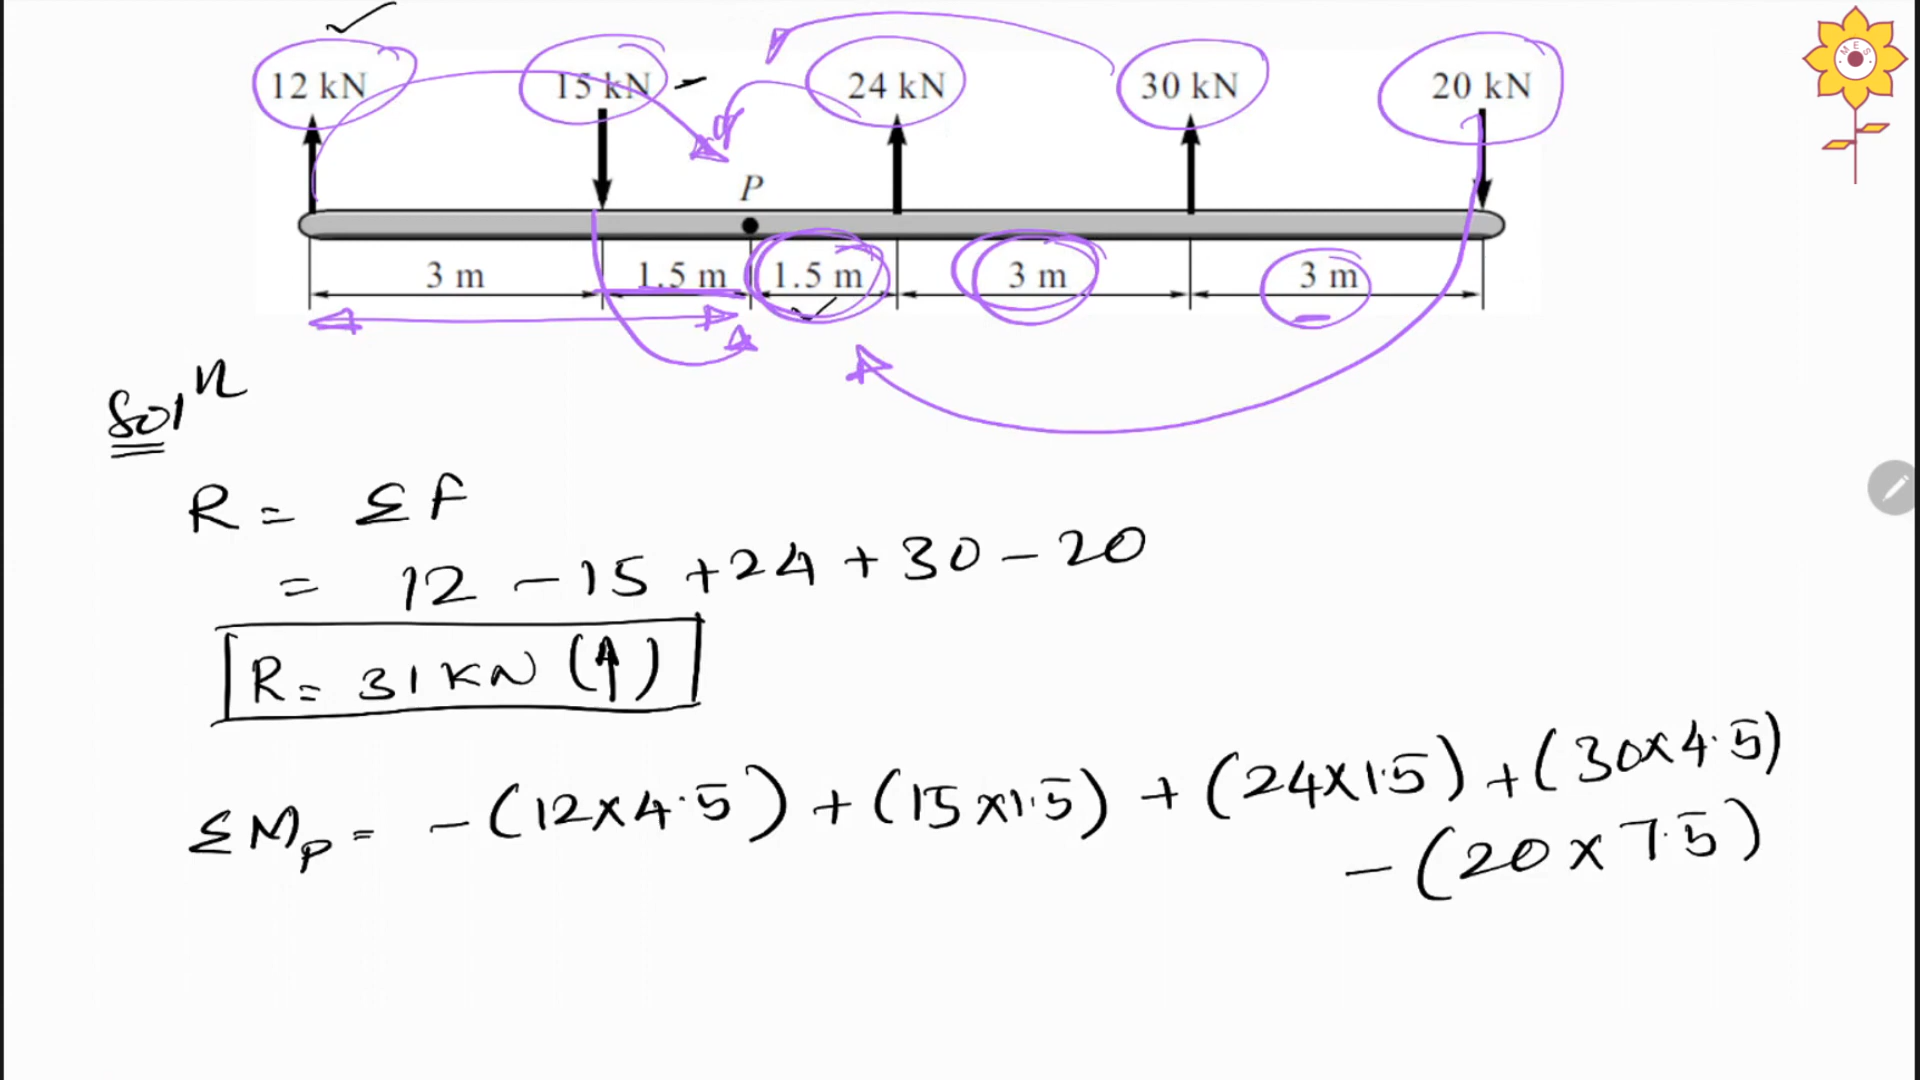 12 kN 15 kN 24 kN 30 kN 20 kN
P
3 m 1.5 m 1.5 m 3 m 3 m
Solⁿ
R = ΣF
= 12 - 15 + 24 + 30 - 20
R = 31 KN (↑)
ΣMp = -(12×4.5) + (15×1.5) + (24×1.5) + (30×4.5)
- (20×7.5)
MES